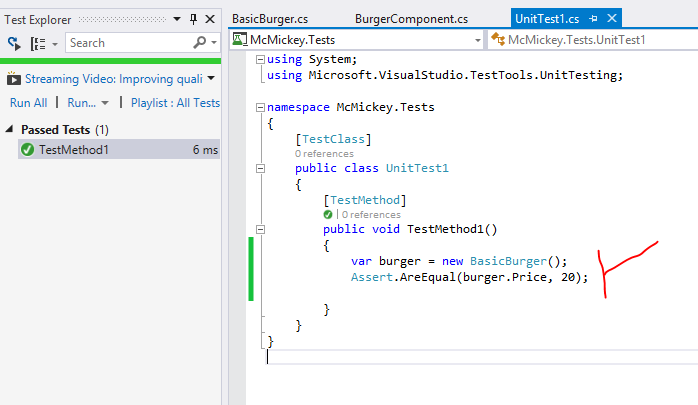 Test Explorer
Search
Streaming Video: Improving quali
Run All | Run... | Playlist : All Tests
Passed Tests (1)
TestMethod1 6 ms
BasicBurger.cs BurgerComponent.cs UnitTest1.cs
McMickey.Tests McMickey.Tests.UnitTest1
using System;
using Microsoft.VisualStudio.TestTools.UnitTesting;
namespace McMickey.Tests
{
[TestClass]
0 references
public class UnitTest1
{
[TestMethod]
| 0 references
public void TestMethod1()
{
var burger = new BasicBurger();
Assert.AreEqual(burger.Price, 20);
}
}
}